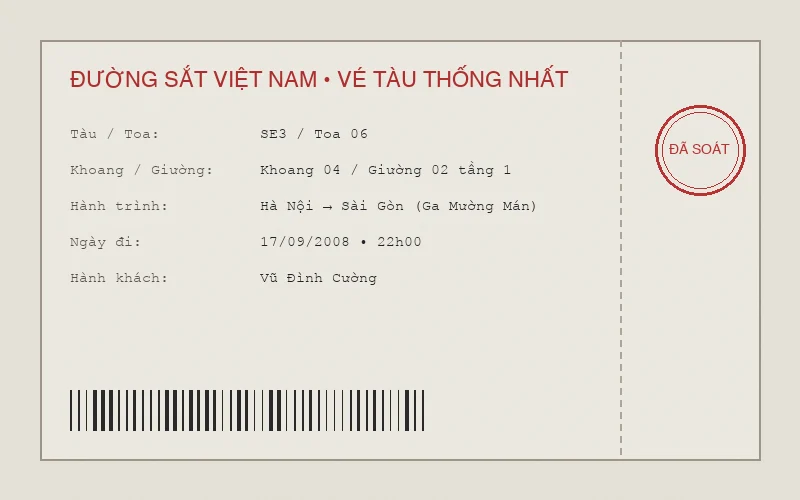 ĐƯỜNG SẮT VIỆT NAM • VÉ TÀU THỐNG NHẤT
Tàu / Toa: SE3 / Toa 06
Khoang / Giường: Khoang 04 / Giường 02 tầng 1
Hành trình: Hà Nội → Sài Gòn (Ga Mường Mán)
Ngày đi: 17/09/2008 • 22h00
Hành khách: Vũ Đình Cường
ĐÃ SOÁT